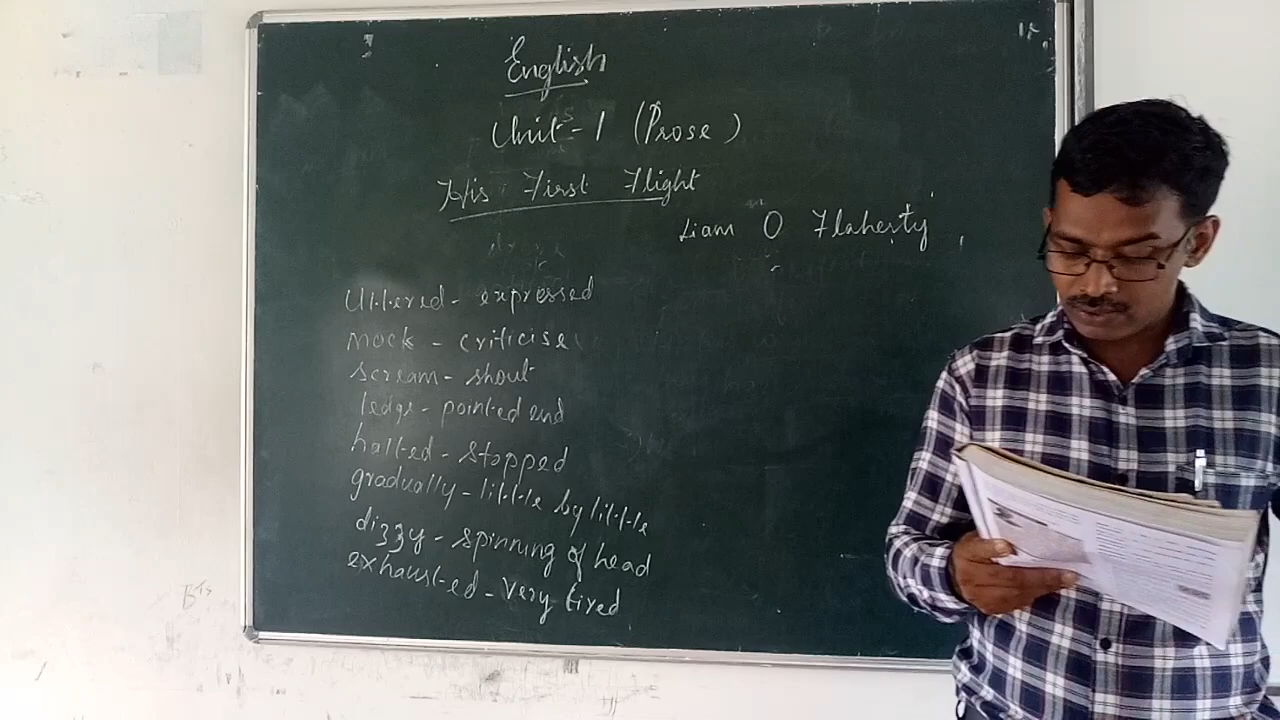 English
Unit-1 (Prose)
His First Flight
Liam O Flaherty
Uttered - expressed
mock - criticise
scream - shout
ledge - pointed end
halted - stopped
gradually - little by little
dizzy - spinning of head
exhausted - very tired